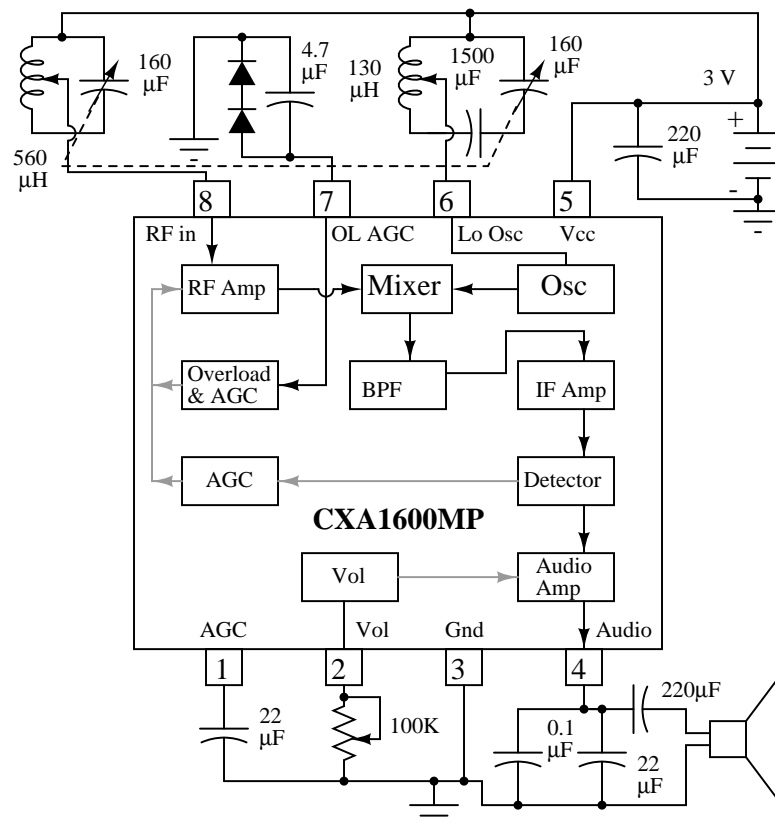 160
μF
560
μH
4.7
μF
130
μH
1500
μF
160
μF
3 V
+
220
μF
-
8
7
6
5
RF in
OL AGC
Lo Osc
Vcc
RF Amp
Mixer
Osc
Overload
& AGC
BPF
IF Amp
AGC
Detector
CXA1600MP
Vol
Audio
Amp
AGC
Vol
Gnd
Audio
1
2
3
4
22
μF
100K
0.1
μF
220μF
22
μF